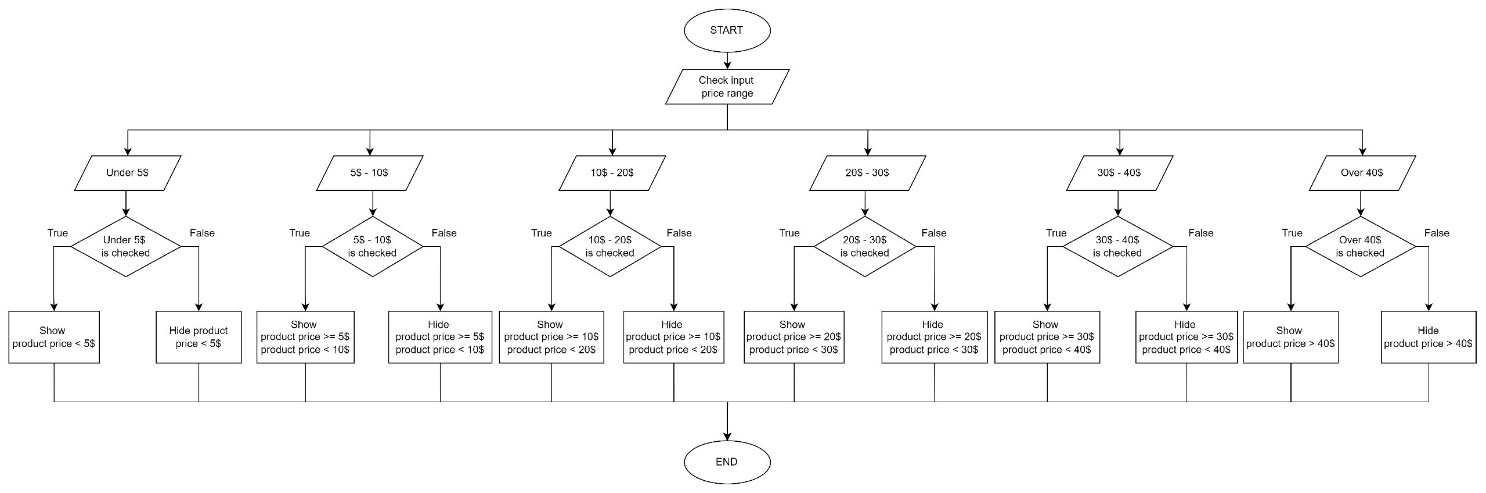 START
Check input
price range
Under 5$
5$ - 10$
10$ - 20$
20$ - 30$
30$ - 40$
Over 40$
True
Under 5$
is checked
False
True
5$ - 10$
is checked
False
True
10$ - 20$
is checked
False
True
20$ - 30$
is checked
False
True
30$ - 40$
is checked
False
True
Over 40$
is checked
False
Show
product price < 5$
Hide product
price < 5$
Show
product price >= 5$
product price < 10$
Hide
product price >= 5$
product price < 10$
Show
product price >= 10$
product price < 20$
Hide
product price >= 10$
product price < 20$
Show
product price >= 20$
product price < 30$
Hide
product price >= 20$
product price < 30$
Show
product price >= 30$
product price < 40$
Hide
product price >= 30$
product price < 40$
Show
product price > 40$
Hide
product price > 40$
END